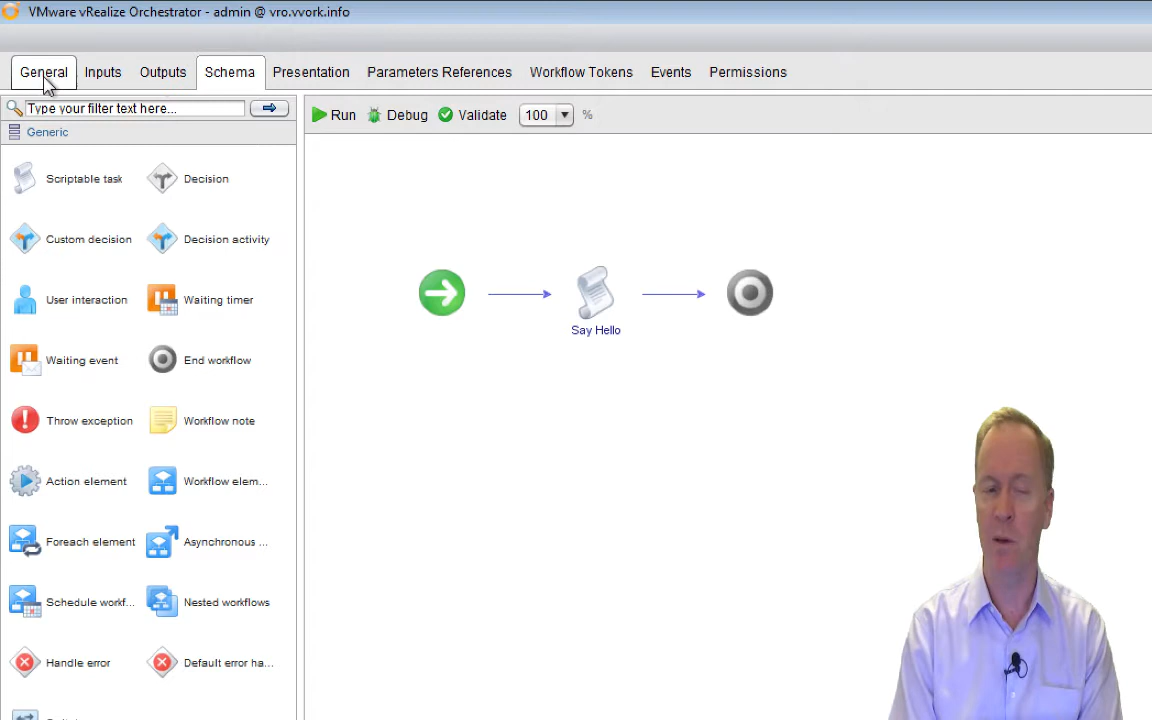 VMware vRealize Orchestrator - admin @ vro.vvork.info
General Inputs Outputs Schema Presentation Parameters References Workflow Tokens Events Permissions
Type your filter text here...
Run Debug Validate 100 %
Generic
Scriptable task Decision
Custom decision Decision activity
User interaction Waiting timer
Say Hello
Waiting event End workflow
Throw exception Workflow note
Action element Workflow elem...
Foreach element Asynchronous ...
Schedule workf... Nested workflows
Handle error Default error ha...